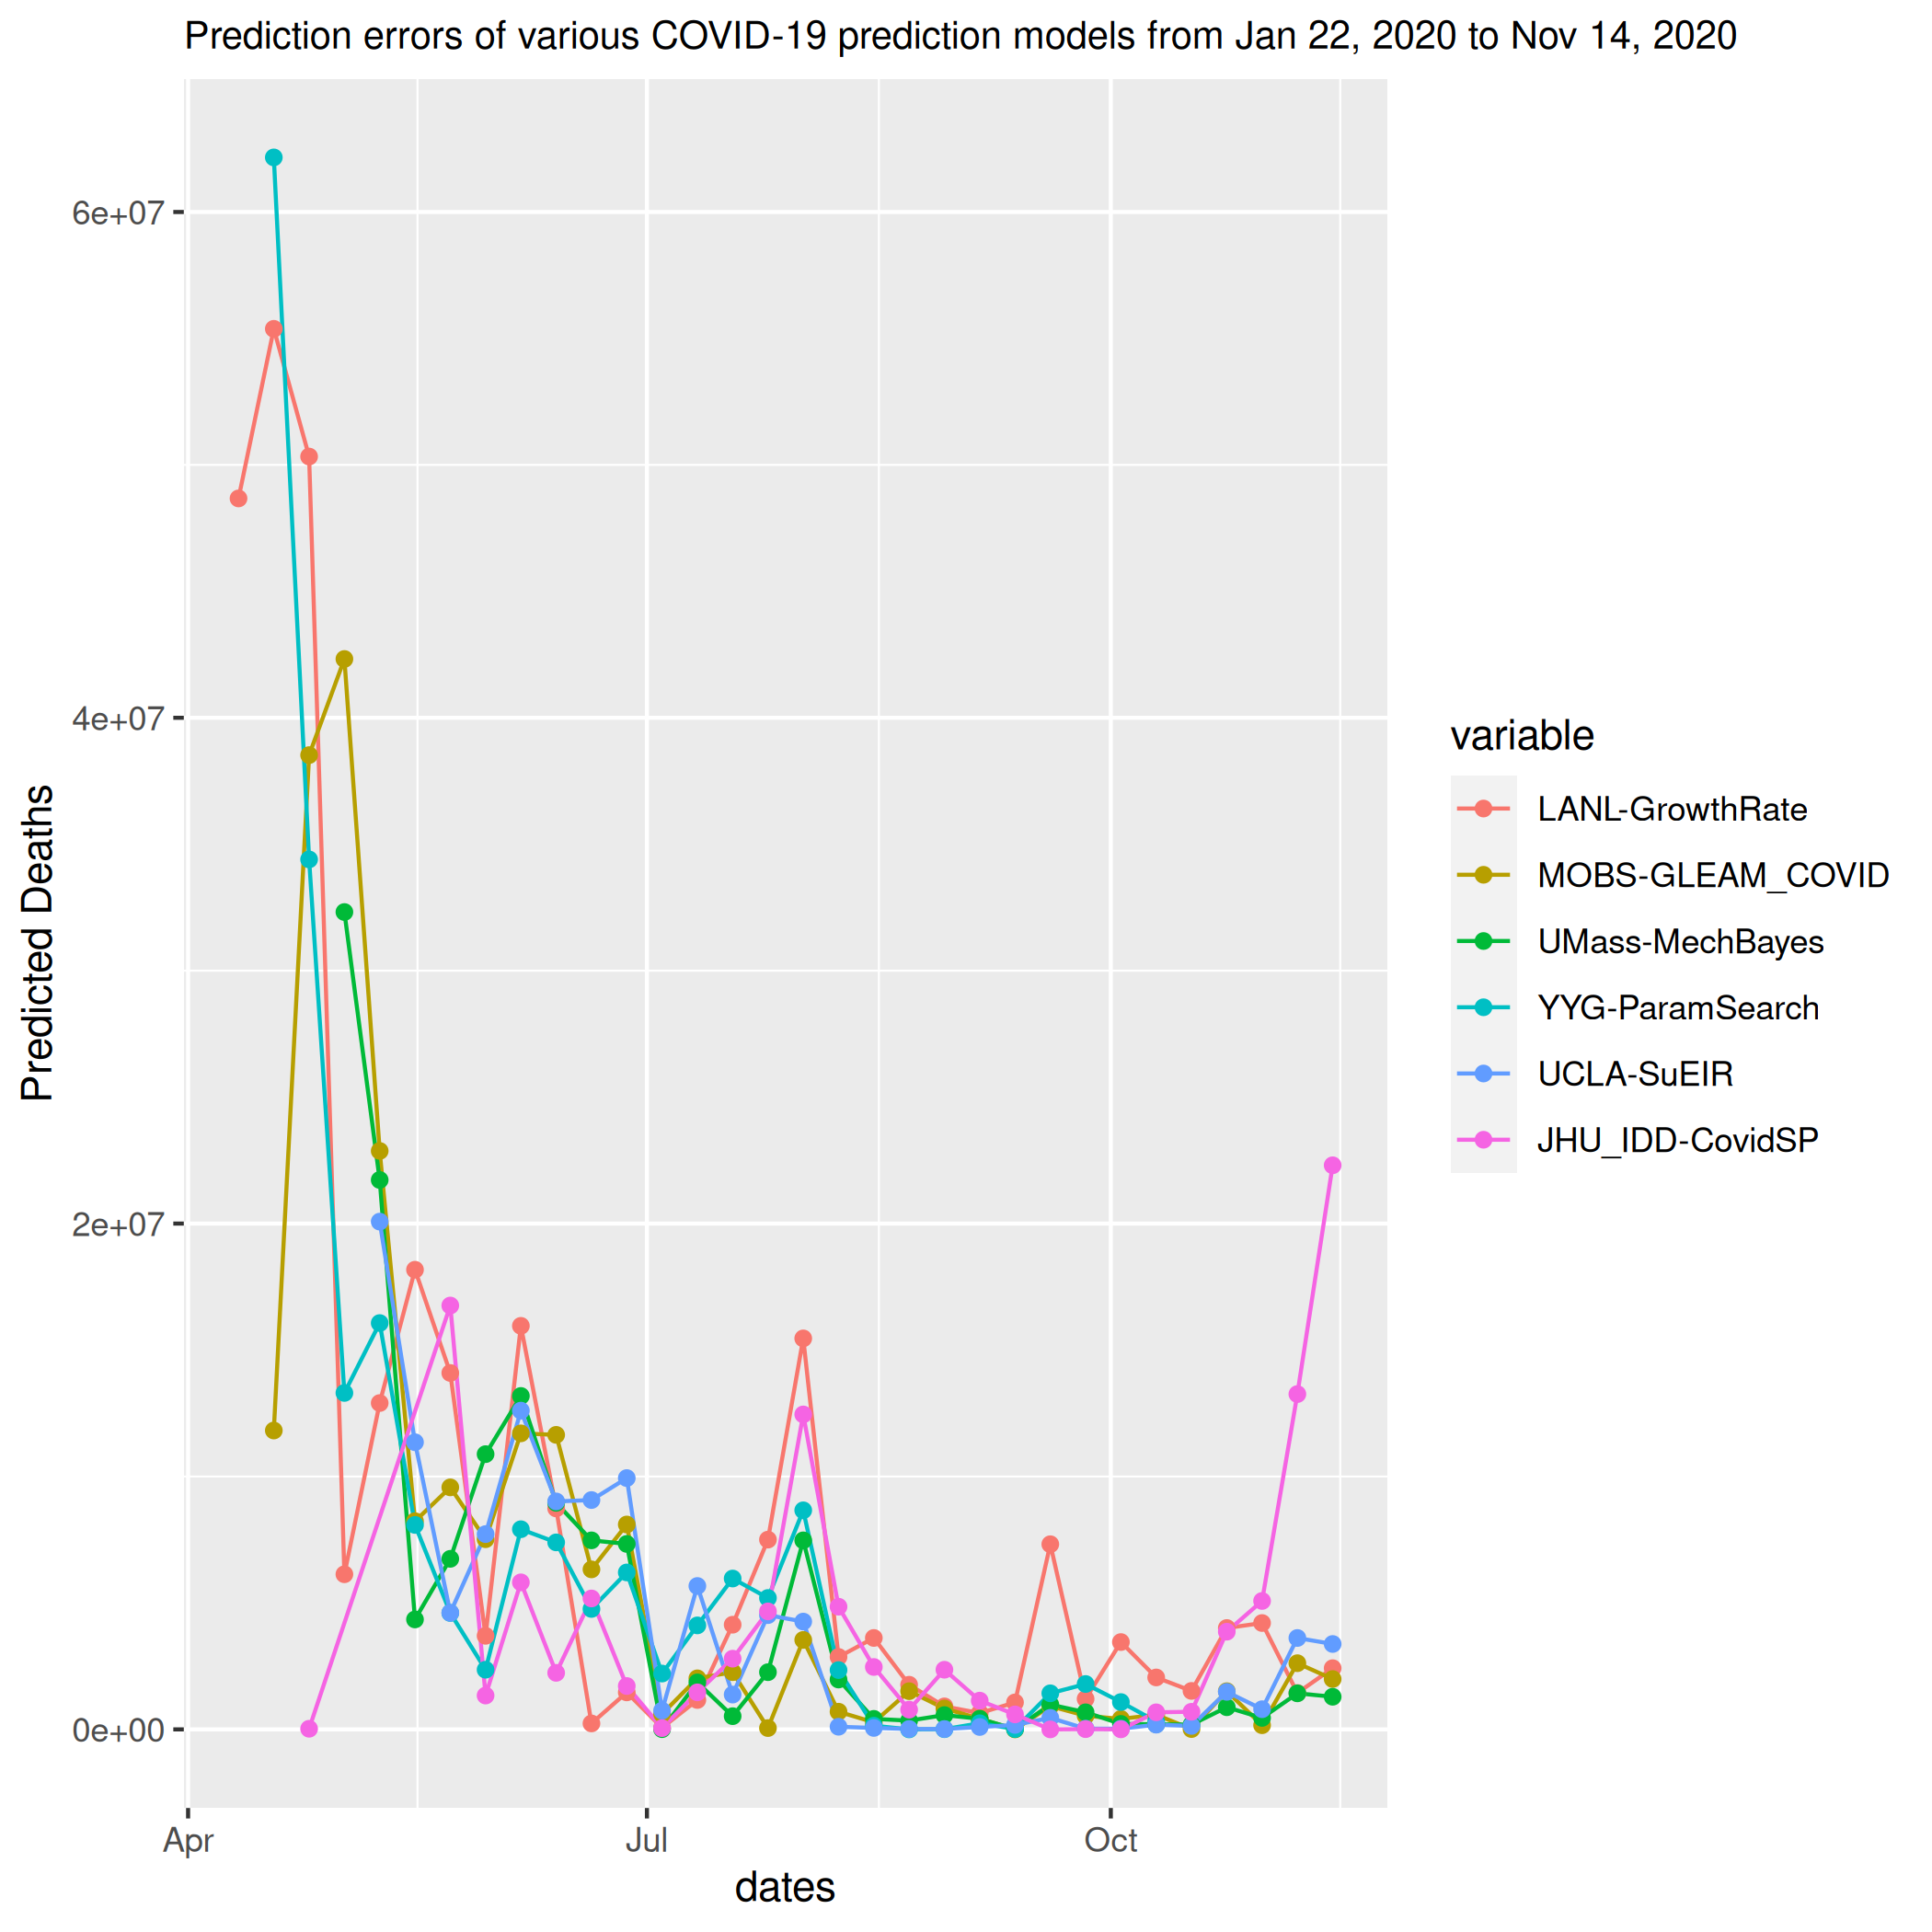 Prediction errors of various COVID-19 prediction models from Jan 22, 2020 to Nov 14, 2020
6e+07
4e+07
2e+07
0e+00
Predicted Deaths
Apr
Jul
Oct
dates
variable
LANL-GrowthRate
MOBS-GLEAM_COVID
UMass-MechBayes
YYG-ParamSearch
UCLA-SuEIR
JHU_IDD-CovidSP